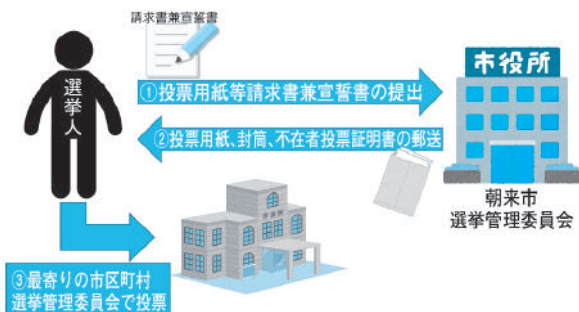 請求書兼宣誓書
選挙人
市役所
①投票用紙等請求書兼宣誓書の提出
②投票用紙、封筒、不在者投票証明書の郵送
朝来市
選挙管理委員会
③最寄りの市区町村
選挙管理委員会で投票